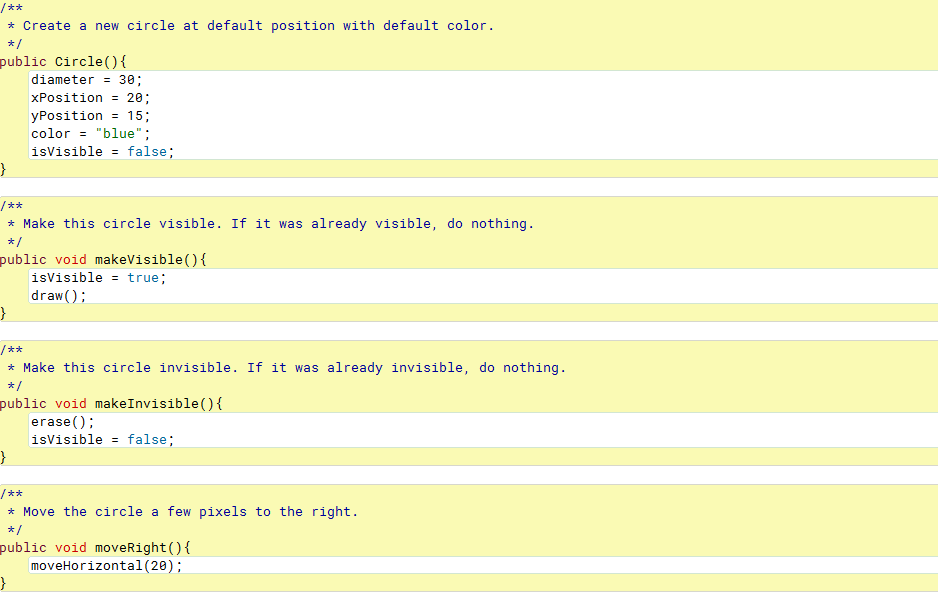 /**
 * Create a new circle at default position with default color.
 */
public Circle(){
    diameter = 30;
    xPosition = 20;
    yPosition = 15;
    color = "blue";
    isVisible = false;
}

/**
 * Make this circle visible. If it was already visible, do nothing.
 */
public void makeVisible(){
    isVisible = true;
    draw();
}

/**
 * Make this circle invisible. If it was already invisible, do nothing.
 */
public void makeInvisible(){
    erase();
    isVisible = false;
}

/**
 * Move the circle a few pixels to the right.
 */
public void moveRight(){
    moveHorizontal(20);
}